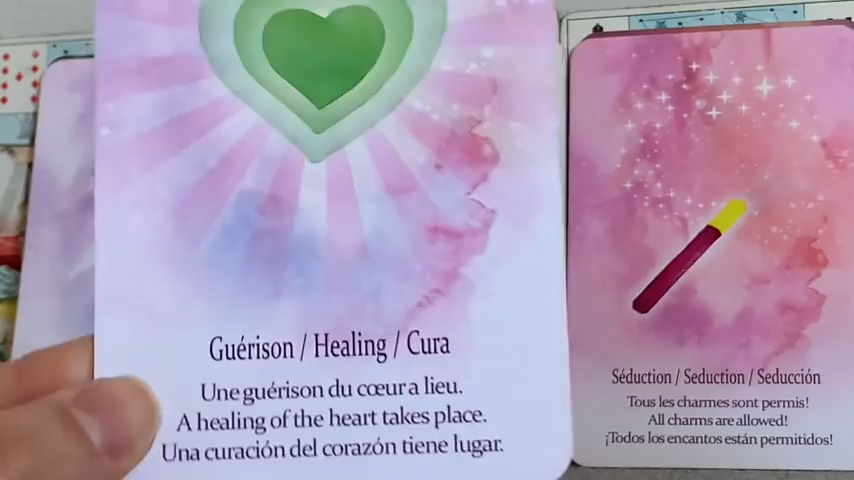 Guérison / Healing / Cura
Une guérison du cœur a lieu.
A healing of the heart takes place.
Una curación del corazón tiene lugar.
Séduction / Seduction / Seducción
Tous les charmes sont permis!
All charms are allowed!
¡Todos los encantos están permitidos!